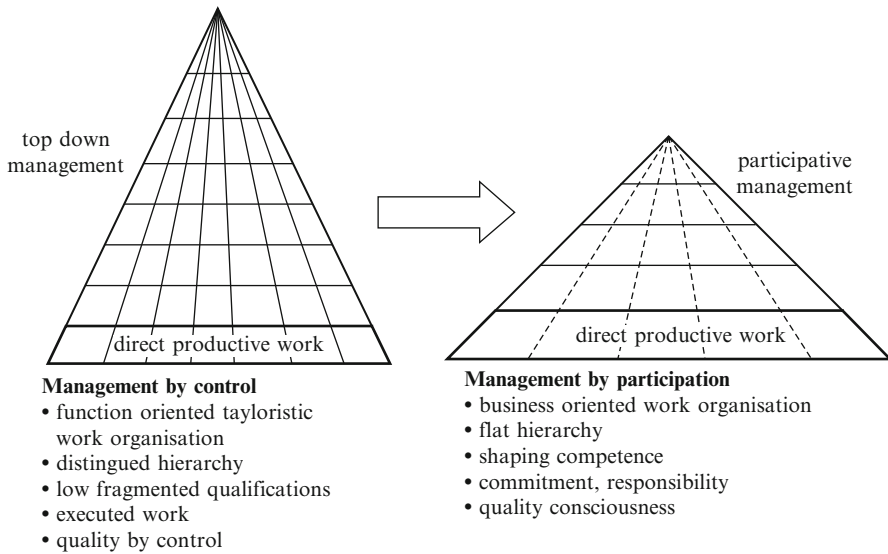 top down
management
direct productive work
Management by control
• function oriented tayloristic
work organisation
• distingued hierarchy
• low fragmented qualifications
• executed work
• quality by control
participative
management
direct productive work
Management by participation
• business oriented work organisation
• flat hierarchy
• shaping competence
• commitment, responsibility
• quality consciousness